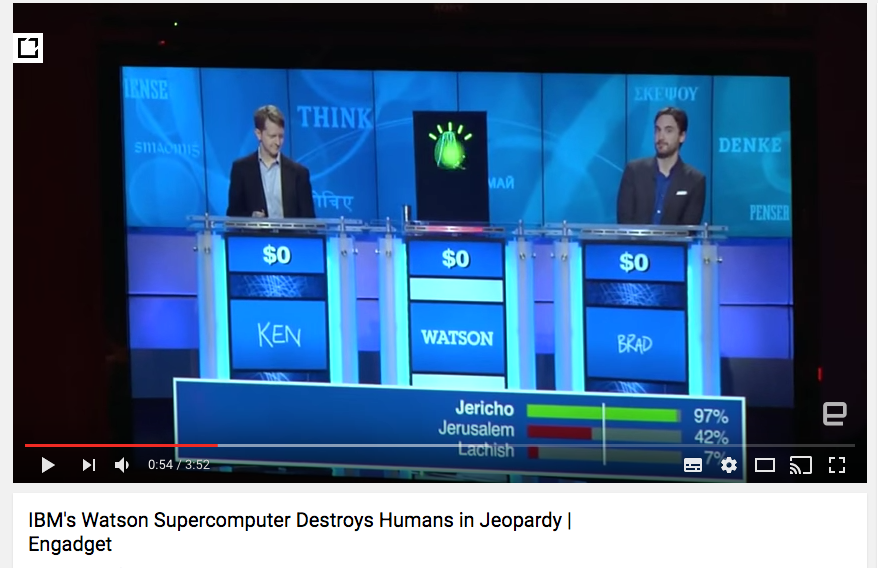 IENSE
THINK
ΣΚΕΨΟΥ
DENKE
PENSER
$0
$0
$0
KEN
WATSON
BRAD
Jericho 97%
Jerusalem 42%
Lachish 7%
0:54 / 3:52
IBM's Watson Supercomputer Destroys Humans in Jeopardy |
Engadget